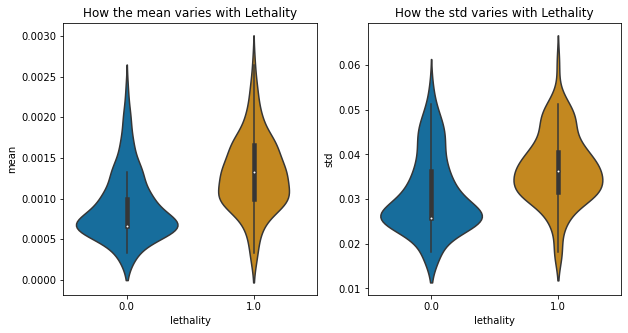 How the mean varies with Lethality
0.0030
0.0025
0.0020
0.0015
0.0010
0.0005
0.0000
mean
0.0
1.0
lethality
How the std varies with Lethality
0.06
0.05
0.04
0.03
0.02
0.01
std
0.0
1.0
lethality